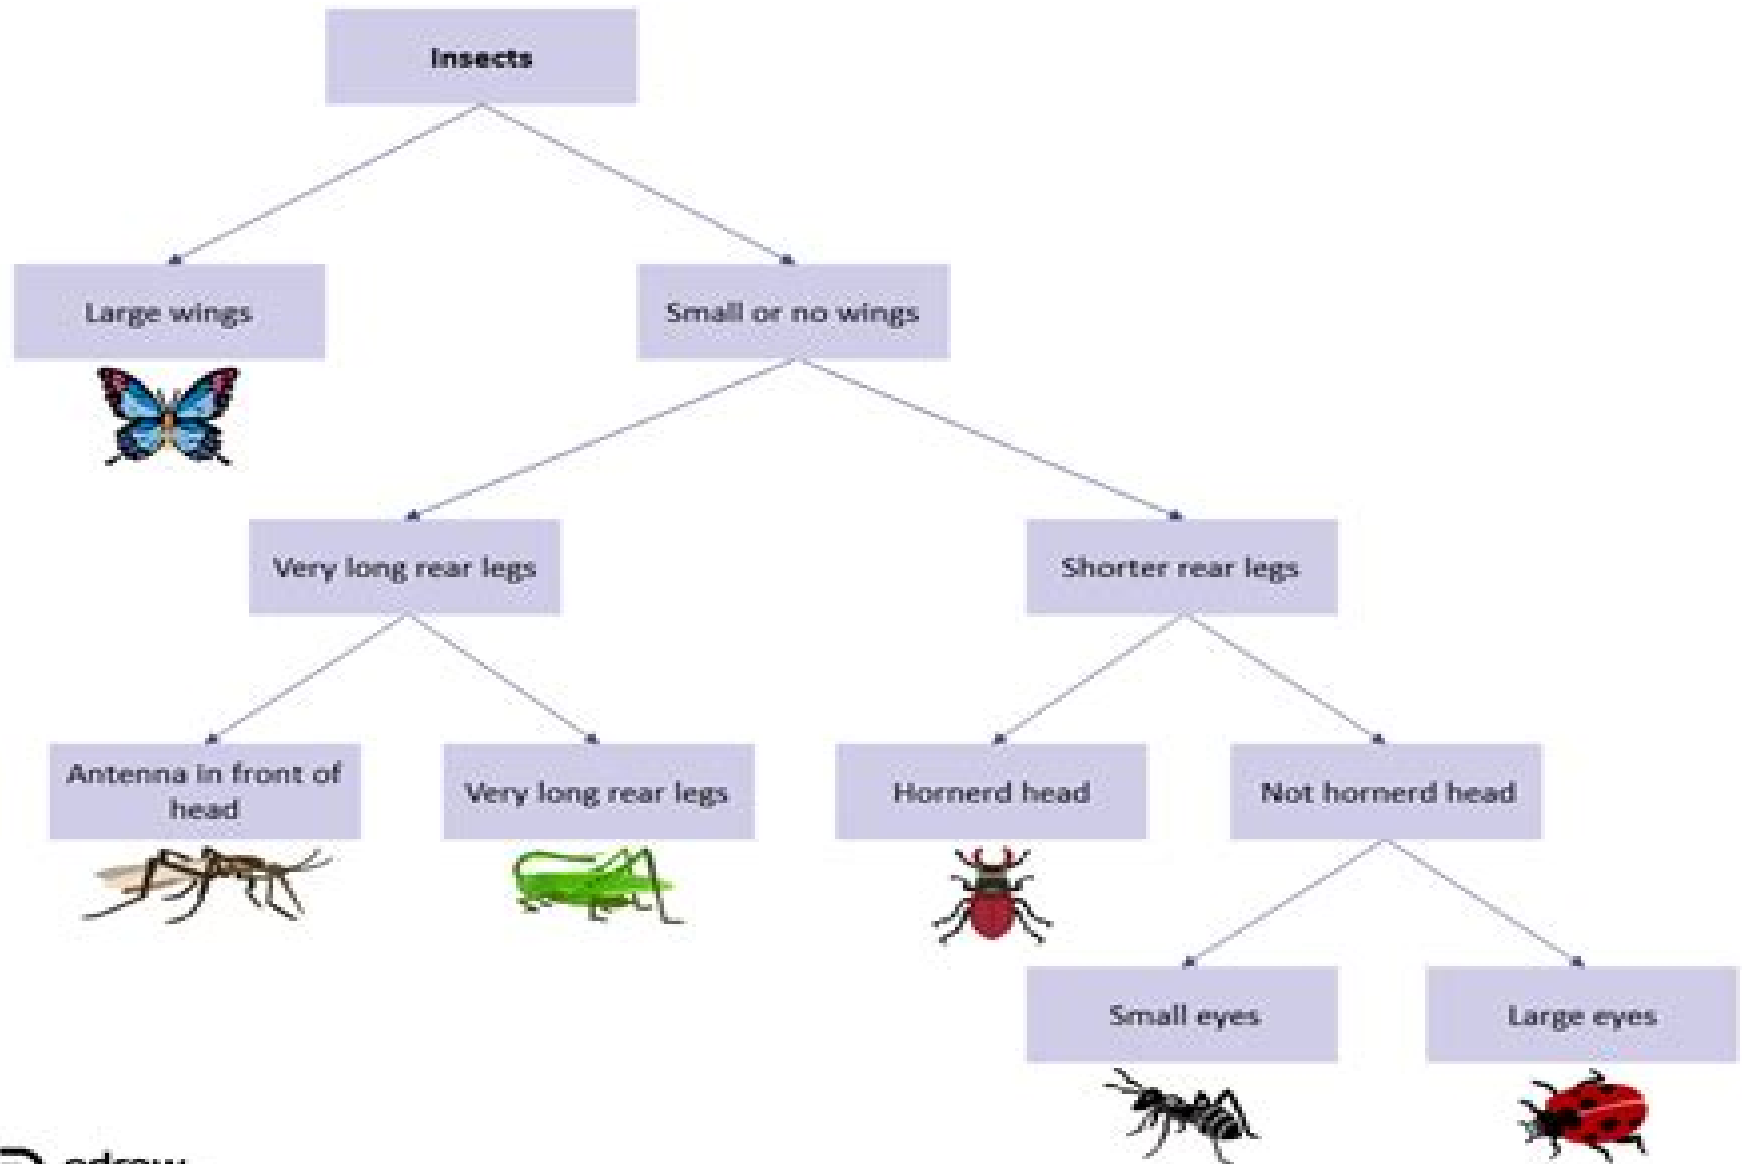 Insects
Large wings
Small or no wings
Very long rear legs
Shorter rear legs
Antenna in front of
head
Very long rear legs
Hornerd head
Not hornerd head
Small eyes
Large eyes